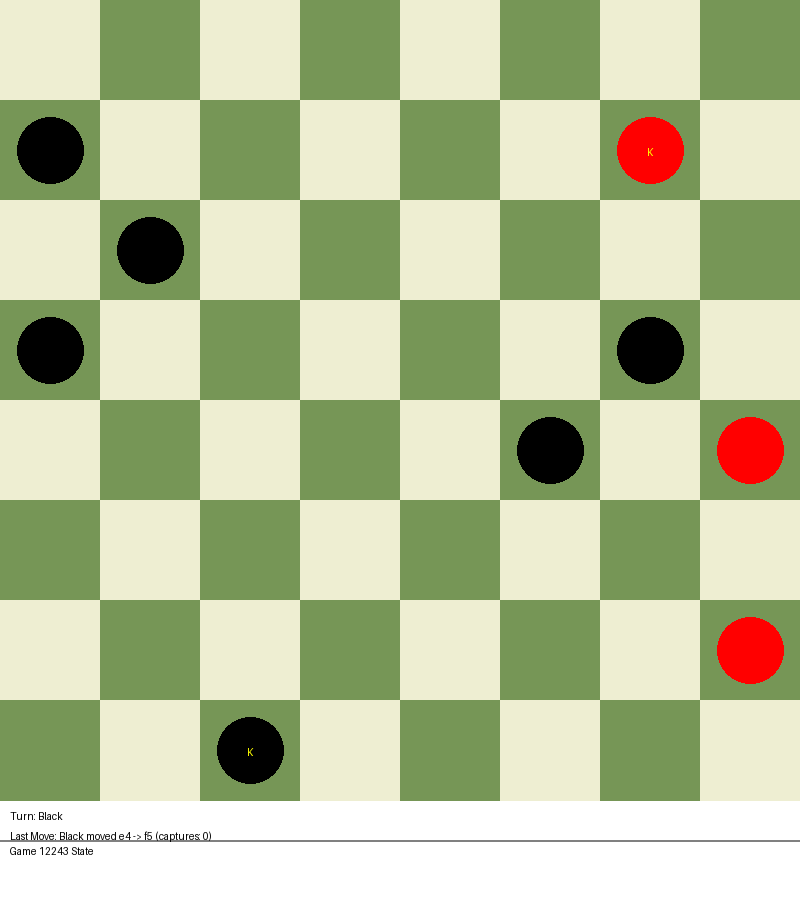 K
K
Turn: Black
Last Move: Black moved e4 -> f5 (captures: 0)
Game 12243 State